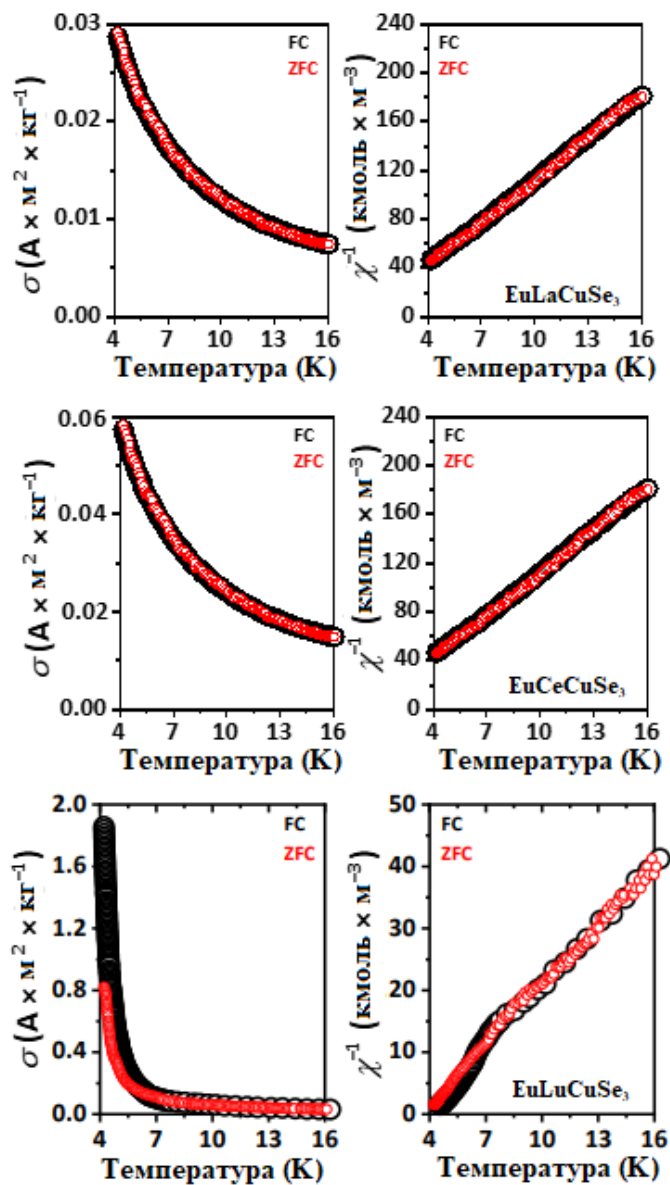 σ (А × м² × кг⁻¹)
0.03
0.02
0.01
0.00
FC
ZFC
4 7 10 13 16
Температура (К)
χ⁻¹ (кмоль × м⁻³)
240
180
120
60
40
0
FC
ZFC
EuLaCuSe₃
4 7 10 13 16
Температура (К)
σ (А × м² × кг⁻¹)
0.06
0.04
0.02
0.00
FC
ZFC
4 7 10 13 16
Температура (К)
χ⁻¹ (кмоль × м⁻³)
240
180
160
120
80
40
0
FC
ZFC
EuCeCuSe₃
4 7 10 13 16
Температура (К)
σ (А × м² × кг⁻¹)
2.0
1.6
1.2
0.8
0.4
0.0
FC
ZFC
4 7 10 13 16
Температура (К)
χ⁻¹ (кмоль × м⁻³)
50
40
30
20
10
0
FC
ZFC
EuLuCuSe₃
4 7 10 13 16
Температура (К)